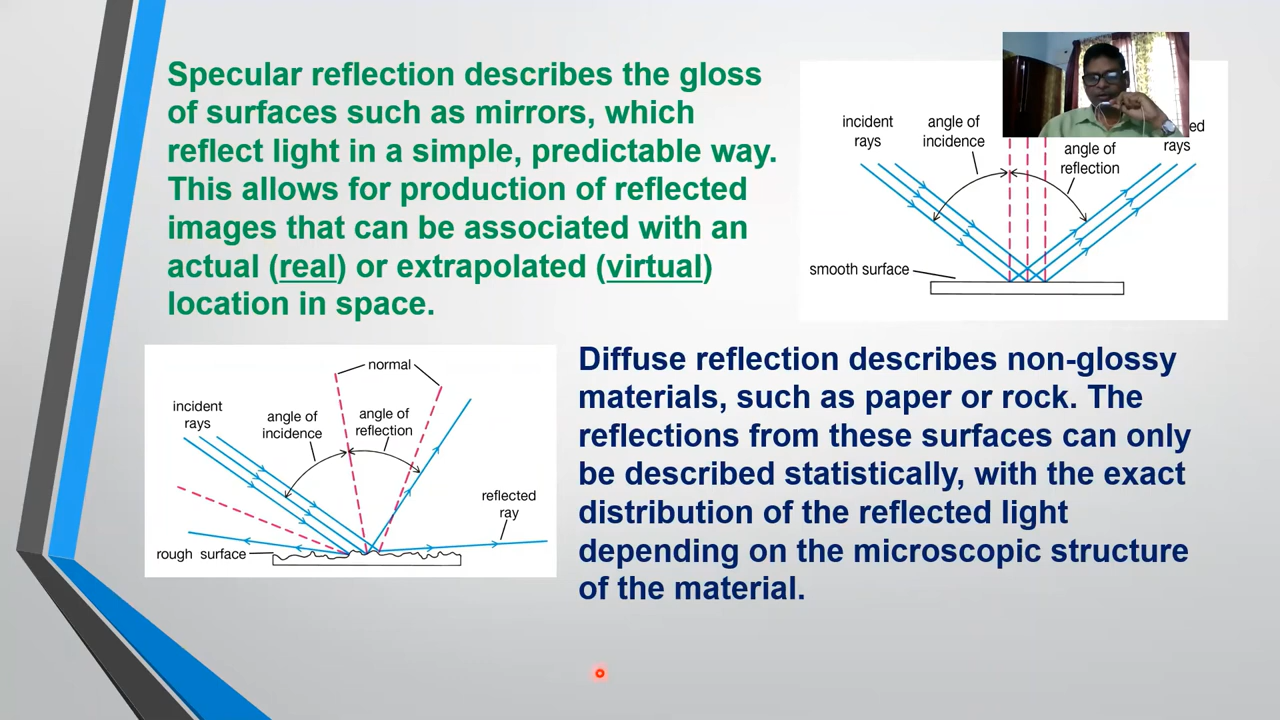 Specular reflection describes the gloss
of surfaces such as mirrors, which
reflect light in a simple, predictable way.
This allows for production of reflected
images that can be associated with an
actual (real) or extrapolated (virtual)
location in space.
incident
rays
angle of
incidence
angle of
reflection
rays
smooth surface
normal
incident
rays
angle of
incidence
angle of
reflection
reflected
ray
rough surface
Diffuse reflection describes non-glossy
materials, such as paper or rock. The
reflections from these surfaces can only
be described statistically, with the exact
distribution of the reflected light
depending on the microscopic structure
of the material.